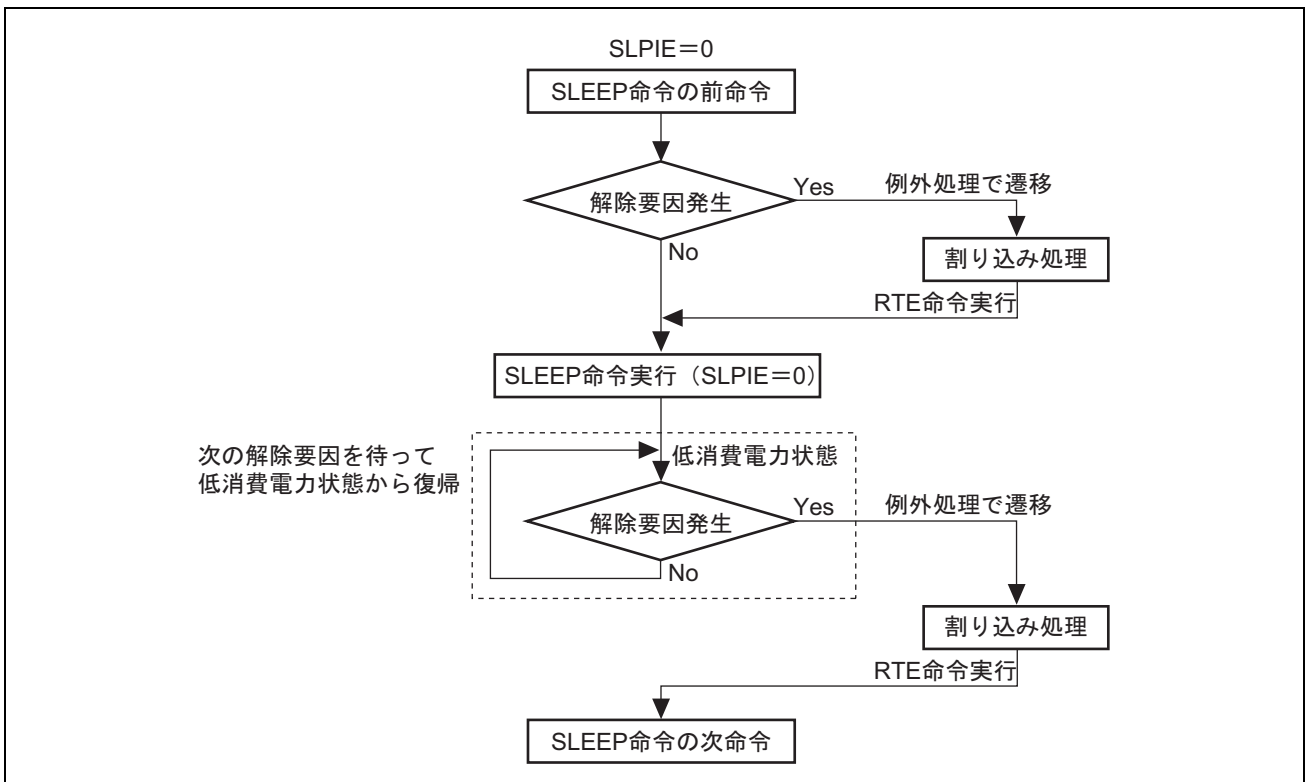 SLPIE＝0
SLEEP命令の前命令
解除要因発生
Yes
例外処理で遷移
No
割り込み処理
RTE命令実行
SLEEP命令実行（SLPIE＝0）
次の解除要因を待って
低消費電力状態から復帰
低消費電力状態
解除要因発生
Yes
例外処理で遷移
No
割り込み処理
RTE命令実行
SLEEP命令の次命令